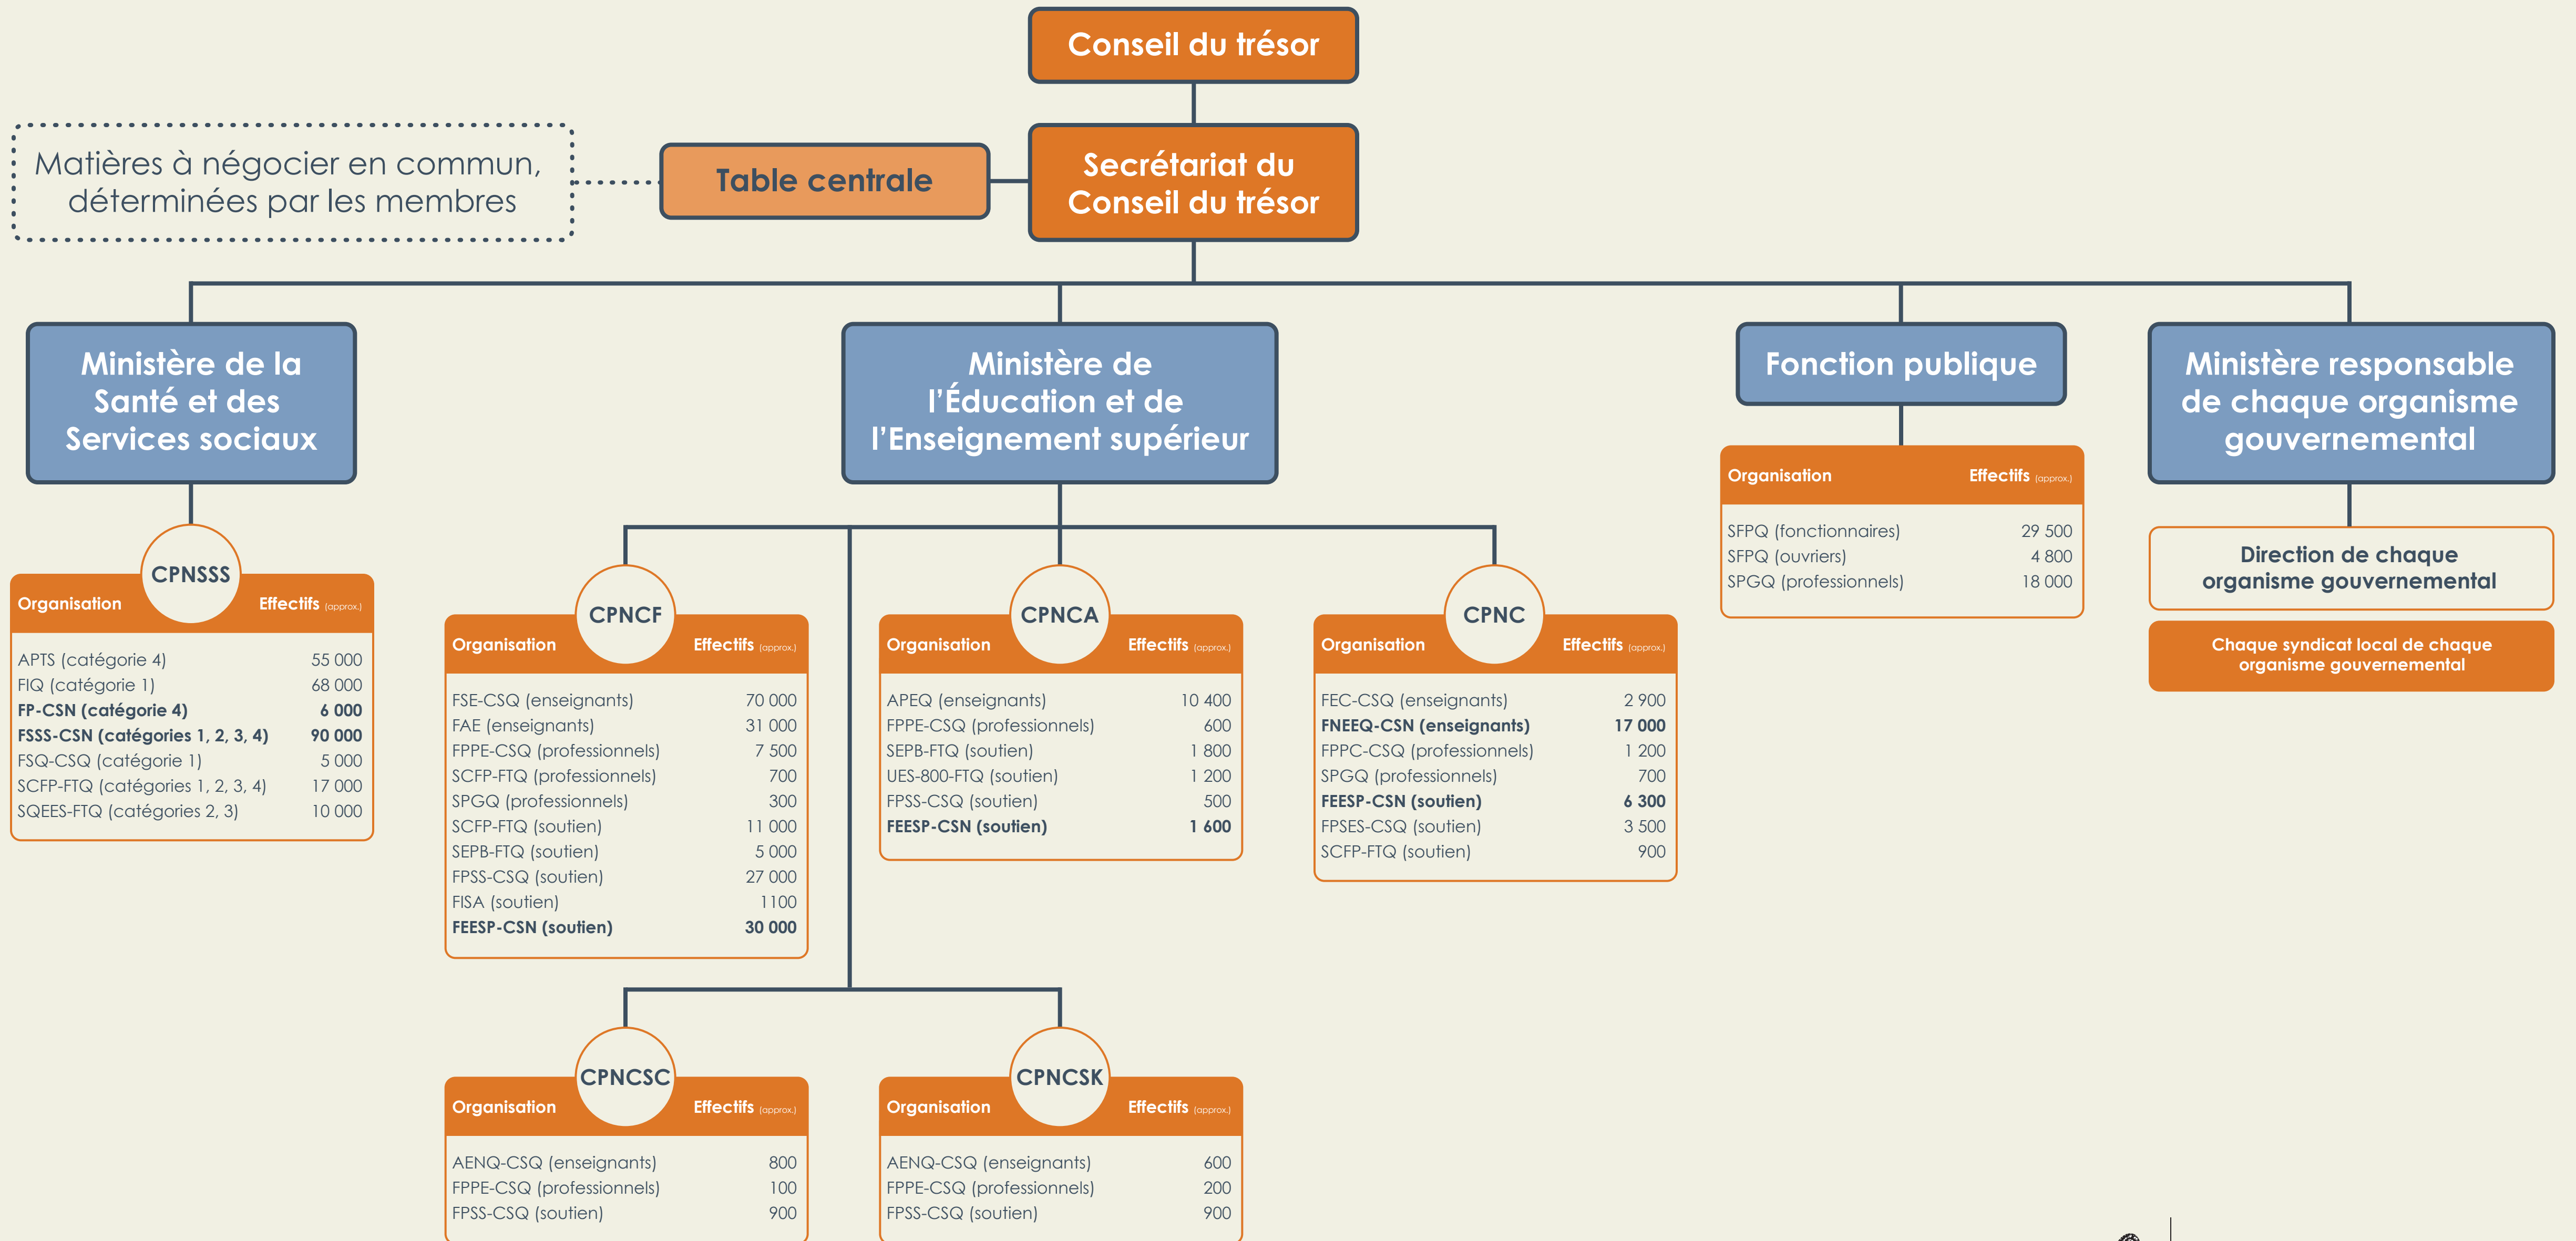 Conseil du trésor
Matières à négocier en commun,
déterminées par les membres
Table centrale
Secrétariat du
Conseil du trésor
Ministère de la
Santé et des
Services sociaux
Ministère de
l’Éducation et de
l’Enseignement supérieur
Fonction publique
Ministère responsable
de chaque organisme
gouvernemental
CPNSSS
Organisation Effectifs (approx.)
APTS (catégorie 4) 55 000
FIQ (catégorie 1) 68 000
FP-CSN (catégorie 4) 6 000
FSSS-CSN (catégories 1, 2, 3, 4) 90 000
FSQ-CSQ (catégorie 1) 5 000
SCFP-FTQ (catégories 1, 2, 3, 4) 17 000
SQEES-FTQ (catégories 2, 3) 10 000
CPNCF
Organisation Effectifs (approx.)
FSE-CSQ (enseignants) 70 000
FAE (enseignants) 31 000
FPPE-CSQ (professionnels) 7 500
SCFP-FTQ (professionnels) 700
SPGQ (professionnels) 300
SCFP-FTQ (soutien) 11 000
SEPB-FTQ (soutien) 5 000
FPSS-CSQ (soutien) 27 000
FISA (soutien) 1100
FEESP-CSN (soutien) 30 000
CPNCA
Organisation Effectifs (approx.)
APEQ (enseignants) 10 400
FPPE-CSQ (professionnels) 600
SEPB-FTQ (soutien) 1 800
UES-800-FTQ (soutien) 1 200
FPSS-CSQ (soutien) 500
FEESP-CSN (soutien) 1 600
CPNC
Organisation Effectifs (approx.)
FEC-CSQ (enseignants) 2 900
FNEEQ-CSN (enseignants) 17 000
FPPC-CSQ (professionnels) 1 200
SPGQ (professionnels) 700
FEESP-CSN (soutien) 6 300
FPSES-CSQ (soutien) 3 500
SCFP-FTQ (soutien) 900
Organisation Effectifs (approx.)
SFPQ (fonctionnaires) 29 500
SFPQ (ouvriers) 4 800
SPGQ (professionnels) 18 000
Direction de chaque
organisme gouvernemental
Chaque syndicat local de chaque
organisme gouvernemental
CPNCSC
Organisation Effectifs (approx.)
AENQ-CSQ (enseignants) 800
FPPE-CSQ (professionnels) 100
FPSS-CSQ (soutien) 900
CPNCSK
Organisation Effectifs (approx.)
AENQ-CSQ (enseignants) 600
FPPE-CSQ (professionnels) 200
FPSS-CSQ (soutien) 900